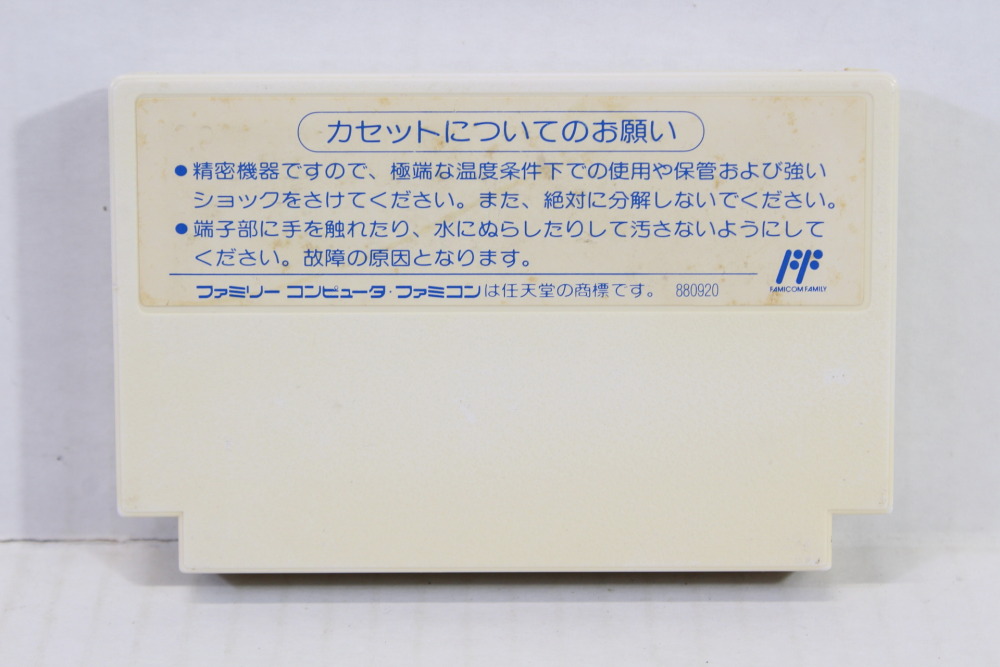 カセットについてのお願い
●精密機器ですので、極端な温度条件下での使用や保管および強い
ショックをさけてください。また、絶対に分解しないでください。
●端子部に手を触れたり、水にぬらしたりして汚さないようにして
ください。故障の原因となります。
FAMICOM FAMILY
ファミリー コンピュータ・ファミコンは任天堂の商標です。 880920